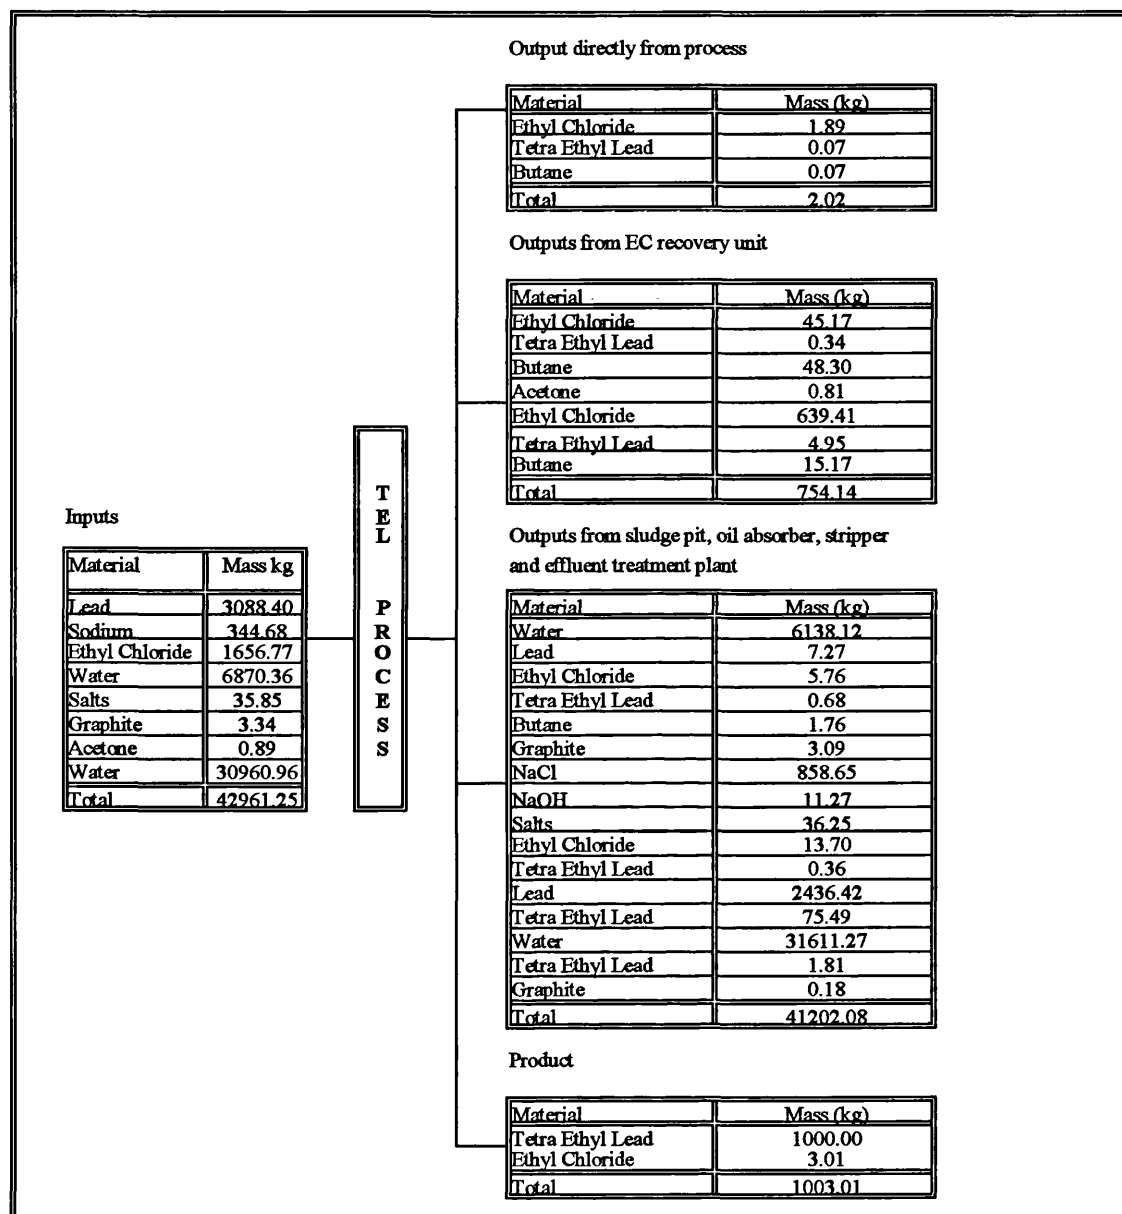 Output directly from process
Material Mass (kg)
Ethyl Chloride 1.89
Tetra Ethyl Lead 0.07
Butane 0.07
Total 2.02
Outputs from EC recovery unit
Material Mass (kg)
Ethyl Chloride 45.17
Tetra Ethyl Lead 0.34
Butane 48.30
Acetone 0.81
Ethyl Chloride 639.41
Tetra Ethyl Lead 4.95
Butane 15.17
Total 754.14
Inputs
Material Mass kg
Lead 3088.40
Sodium 344.68
Ethyl Chloride 1656.77
Water 6870.36
Salts 35.85
Graphite 3.34
Acetone 0.89
Water 30960.96
Total 42961.25
TEL PROCESS
Outputs from sludge pit, oil absorber, stripper
and effluent treatment plant
Material Mass (kg)
Water 6138.12
Lead 7.27
Ethyl Chloride 5.76
Tetra Ethyl Lead 0.68
Butane 1.76
Graphite 3.09
NaCl 858.65
NaOH 11.27
Salts 36.25
Ethyl Chloride 13.70
Tetra Ethyl Lead 0.36
Lead 2436.42
Tetra Ethyl Lead 75.49
Water 31611.27
Tetra Ethyl Lead 1.81
Graphite 0.18
Total 41202.08
Product
Material Mass (kg)
Tetra Ethyl Lead 1000.00
Ethyl Chloride 3.01
Total 1003.01